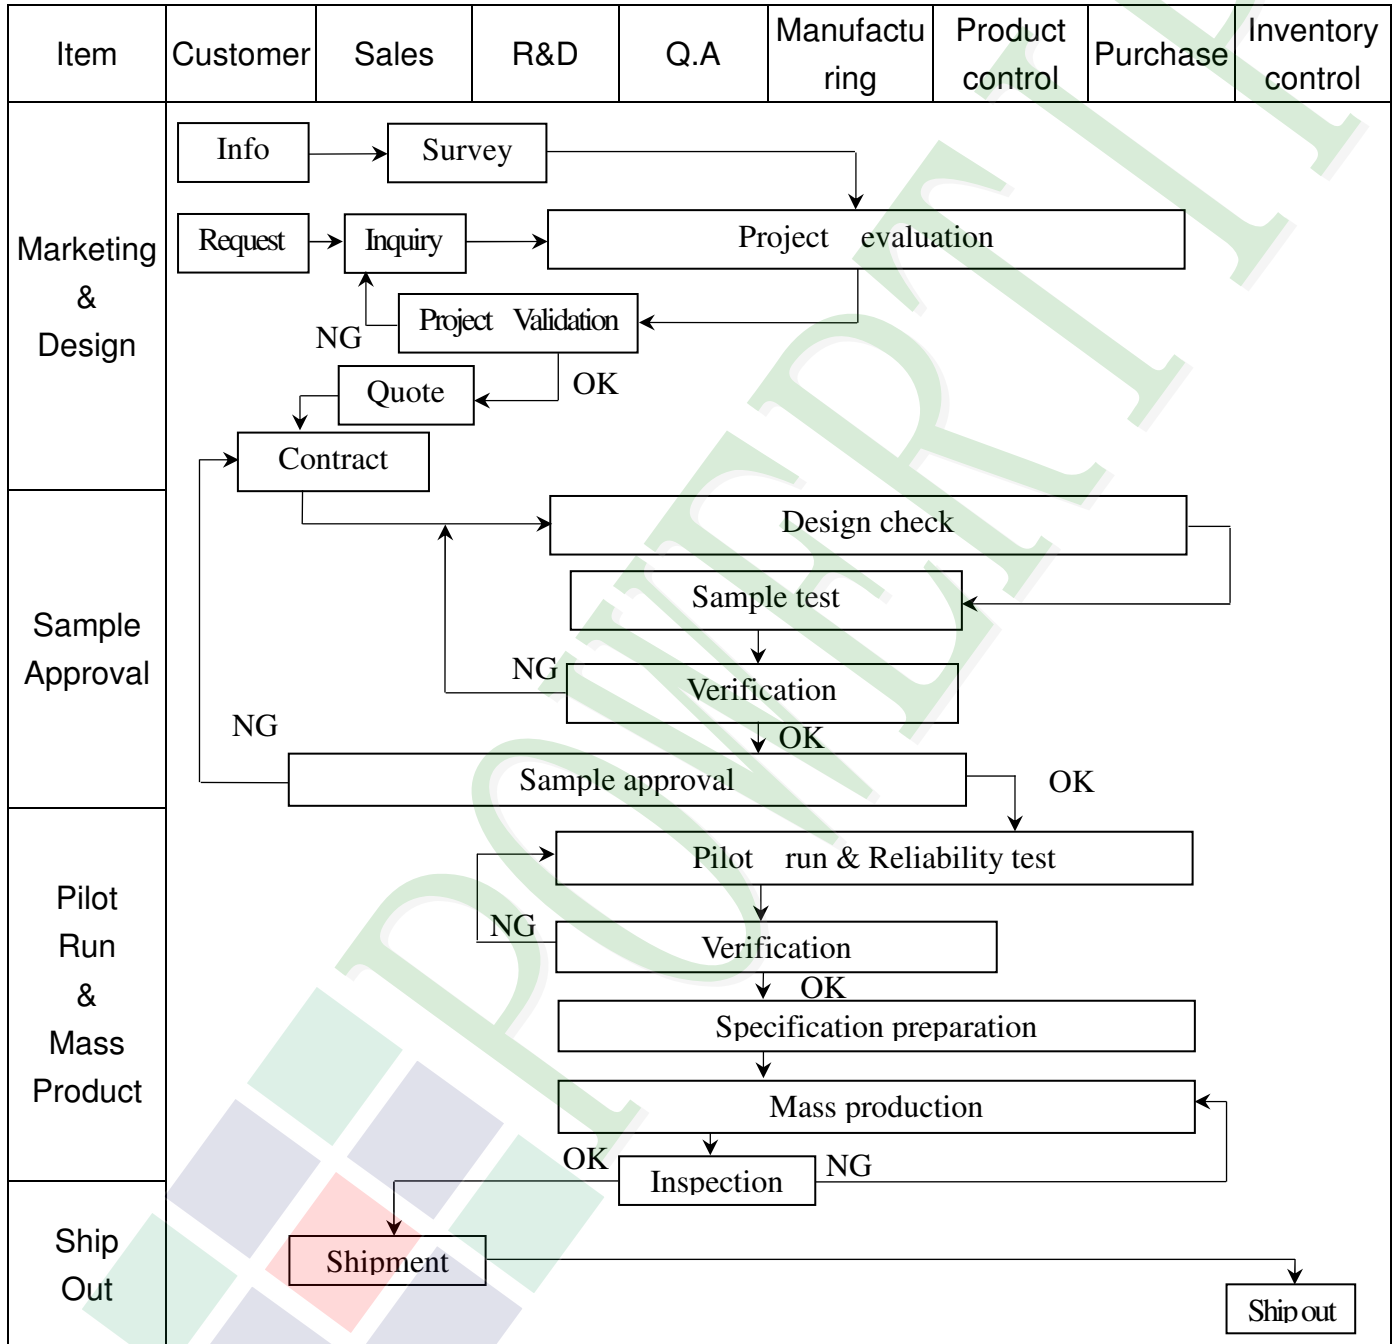 Item Customer Sales R&D Q.A Manufactu Product Purchase Inventory
ring control control
Marketing
&
Design
Info Survey
Request Inquiry Project evaluation
Project Validation
NG
OK
Quote
Contract
Sample
Approval
Design check
Sample test
NG
Verification
NG
OK
Sample approval
OK
Pilot
Run
&
Mass
Product
Pilot run & Reliability test
NG
Verification
OK
Specification preparation
Mass production
OK Inspection NG
Ship
Out
Shipment
Ship out
POWERTIP